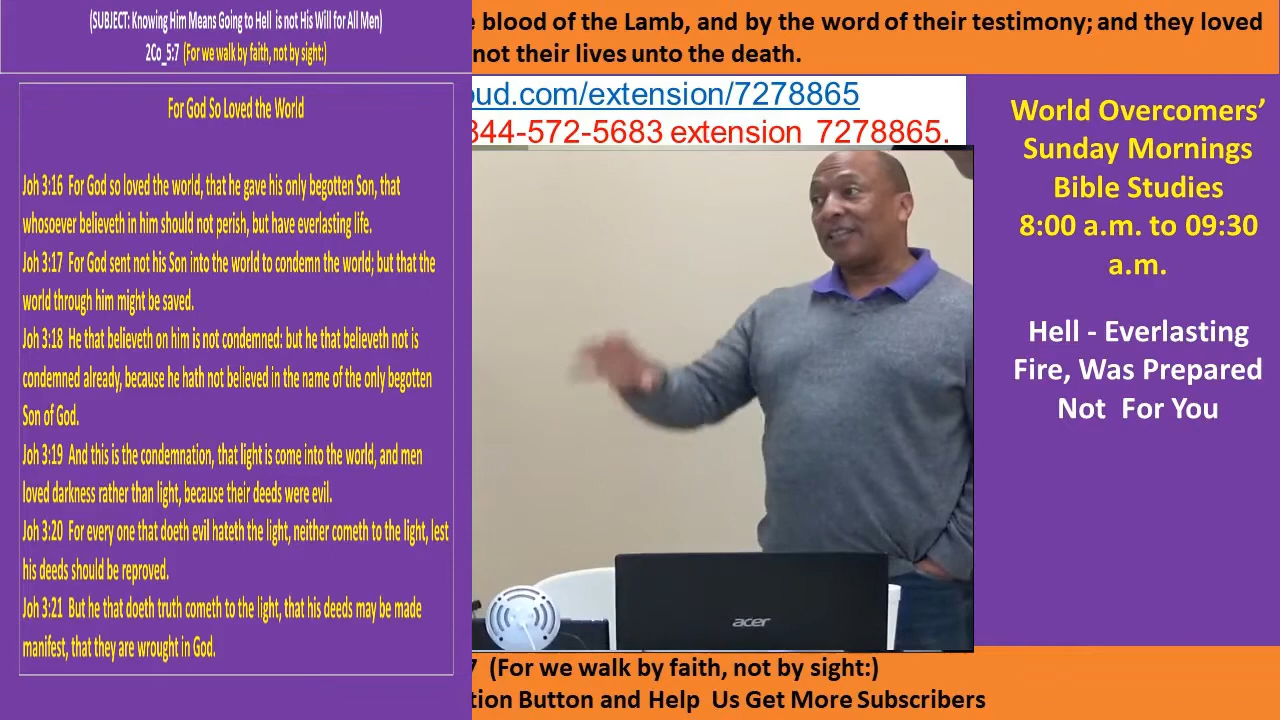 (SUBJECT: Knowing Him Means Going to Hell is not His Will for All Men)
2Co_5:7 (For we walk by faith, not by sight:)
For God So Loved the World
Joh 3:16 For God so loved the world, that he gave his only begotten Son, that
whosoever believeth in him should not perish, but have everlasting life.
Joh 3:17 For God sent not his Son into the world to condemn the world; but that the
world through him might be saved.
Joh 3:18 He that believeth on him is not condemned: but he that believeth not is
condemned already, because he hath not believed in the name of the only begotten
Son of God.
Joh 3:19 And this is the condemnation, that light is come into the world, and men
loved darkness rather than light, because their deeds were evil.
Joh 3:20 For every one that doeth evil hateth the light, neither cometh to the light, lest
his deeds should be reproved.
Joh 3:21 But he that doeth truth cometh to the light, that his deeds may be made
manifest, that they are wrought in God.
blood of the Lamb, and by the word of their testimony; and they loved
not their lives unto the death.
oud.com/extension/7278865
844-572-5683 extension 7278865.
acer
7 (For we walk by faith, not by sight:)
tion Button and Help Us Get More Subscribers
World Overcomers’
Sunday Mornings
Bible Studies
8:00 a.m. to 09:30
a.m.
Hell - Everlasting
Fire, Was Prepared
Not For You